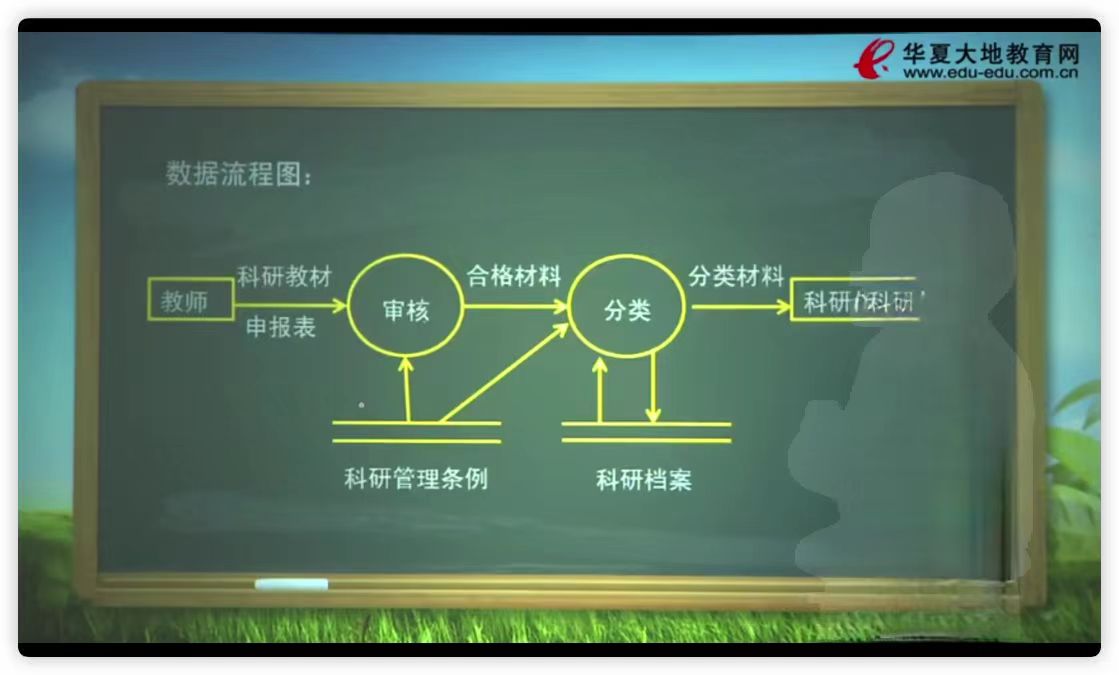 华夏大地教育网
www.edu-edu.com.cn
数据流程图：
科研教材
合格材料
分类材料
教师
审核
分类
科研
科研
申报表
科研管理条例
科研档案